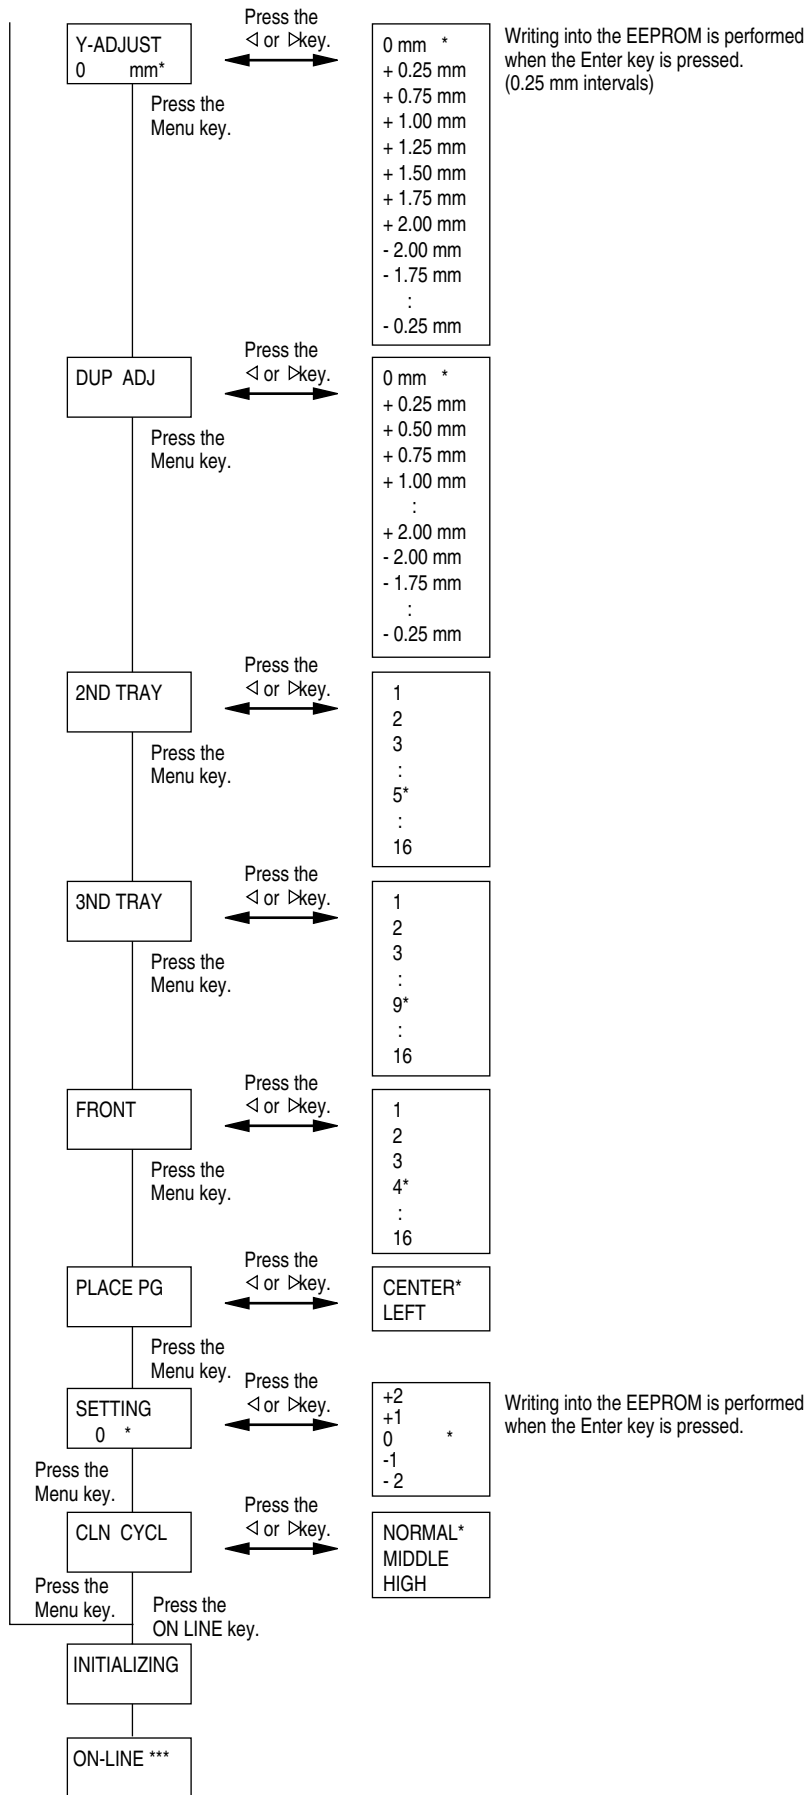 Press the
◁ or ▷key.
Y-ADJUST
0 mm*
0 mm *
+ 0.25 mm
+ 0.75 mm
+ 1.00 mm
+ 1.25 mm
+ 1.50 mm
+ 1.75 mm
+ 2.00 mm
- 2.00 mm
- 1.75 mm
:
- 0.25 mm
Writing into the EEPROM is performed
when the Enter key is pressed.
(0.25 mm intervals)
Press the
Menu key.
Press the
◁ or ▷key.
DUP ADJ
0 mm *
+ 0.25 mm
+ 0.50 mm
+ 0.75 mm
+ 1.00 mm
:
+ 2.00 mm
- 2.00 mm
- 1.75 mm
:
- 0.25 mm
Press the
Menu key.
Press the
◁ or ▷key.
2ND TRAY
1
2
3
:
5*
:
16
Press the
Menu key.
Press the
◁ or ▷key.
3ND TRAY
1
2
3
:
9*
:
16
Press the
Menu key.
Press the
◁ or ▷key.
FRONT
1
2
3
4*
:
16
Press the
Menu key.
Press the
◁ or ▷key.
PLACE PG
CENTER*
LEFT
Press the
Menu key.
Press the
◁ or ▷key.
SETTING
0 *
+2
+1
0 *
-1
- 2
Writing into the EEPROM is performed
when the Enter key is pressed.
Press the
Menu key.
Press the
◁ or ▷key.
CLN CYCL
NORMAL*
MIDDLE
HIGH
Press the
Menu key.
Press the
ON LINE key.
INITIALIZING
ON-LINE ***